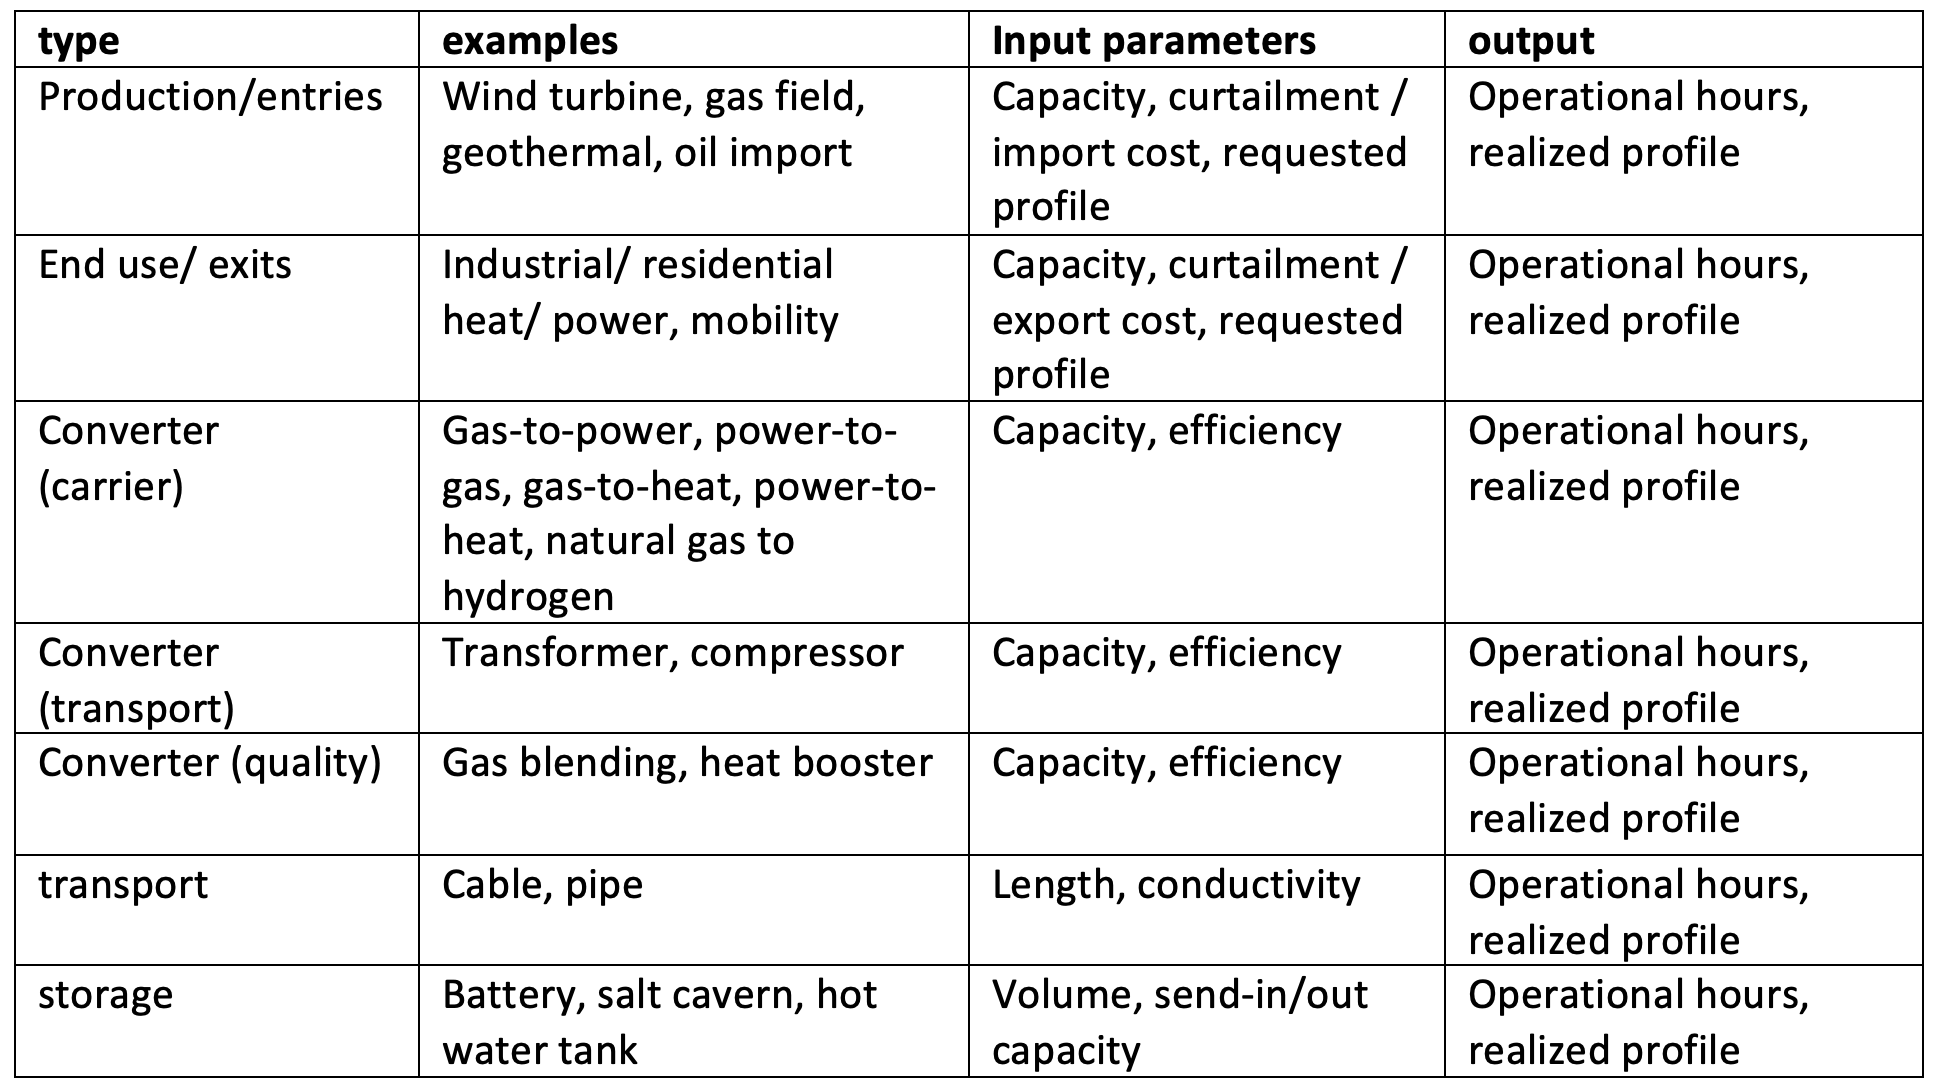 type
examples
Input parameters
output
Production/entries
Wind turbine, gas field,
geothermal, oil import
Capacity, curtailment /
import cost, requested
profile
Operational hours,
realized profile
End use/ exits
Industrial/ residential
heat/ power, mobility
Capacity, curtailment /
export cost, requested
profile
Operational hours,
realized profile
Converter
(carrier)
Gas-to-power, power-to-
gas, gas-to-heat, power-to-
heat, natural gas to
hydrogen
Capacity, efficiency
Operational hours,
realized profile
Converter
(transport)
Transformer, compressor
Capacity, efficiency
Operational hours,
realized profile
Converter (quality)
Gas blending, heat booster
Capacity, efficiency
Operational hours,
realized profile
transport
Cable, pipe
Length, conductivity
Operational hours,
realized profile
storage
Battery, salt cavern, hot
water tank
Volume, send-in/out
capacity
Operational hours,
realized profile